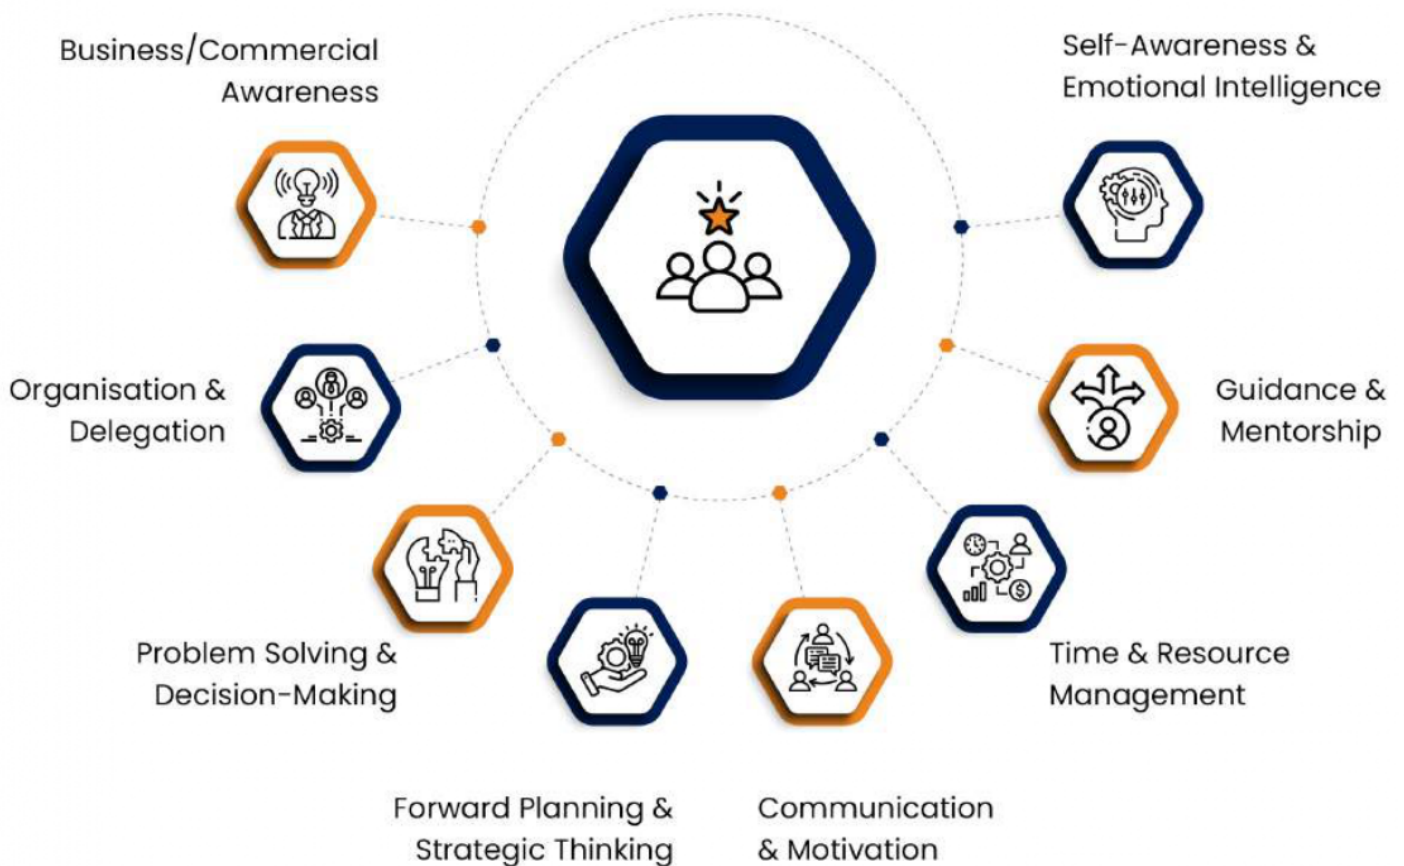 Business/Commercial
Awareness
Self-Awareness &
Emotional Intelligence
Organisation &
Delegation
Guidance &
Mentorship
Problem Solving &
Decision-Making
Time & Resource
Management
Forward Planning &
Strategic Thinking
Communication
& Motivation